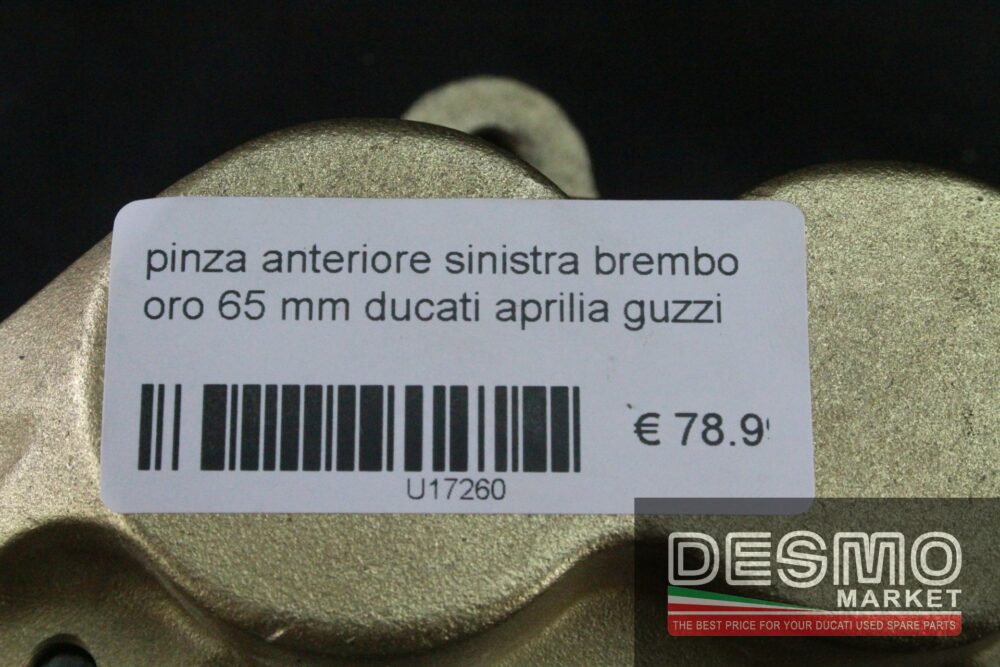 pinza anteriore sinistra brembo
oro 65 mm ducati aprilia guzzi
€ 78.9
U17260
DESMO
MARKET
THE BEST PRICE FOR YOUR DUCATI USED SPARE PARTS